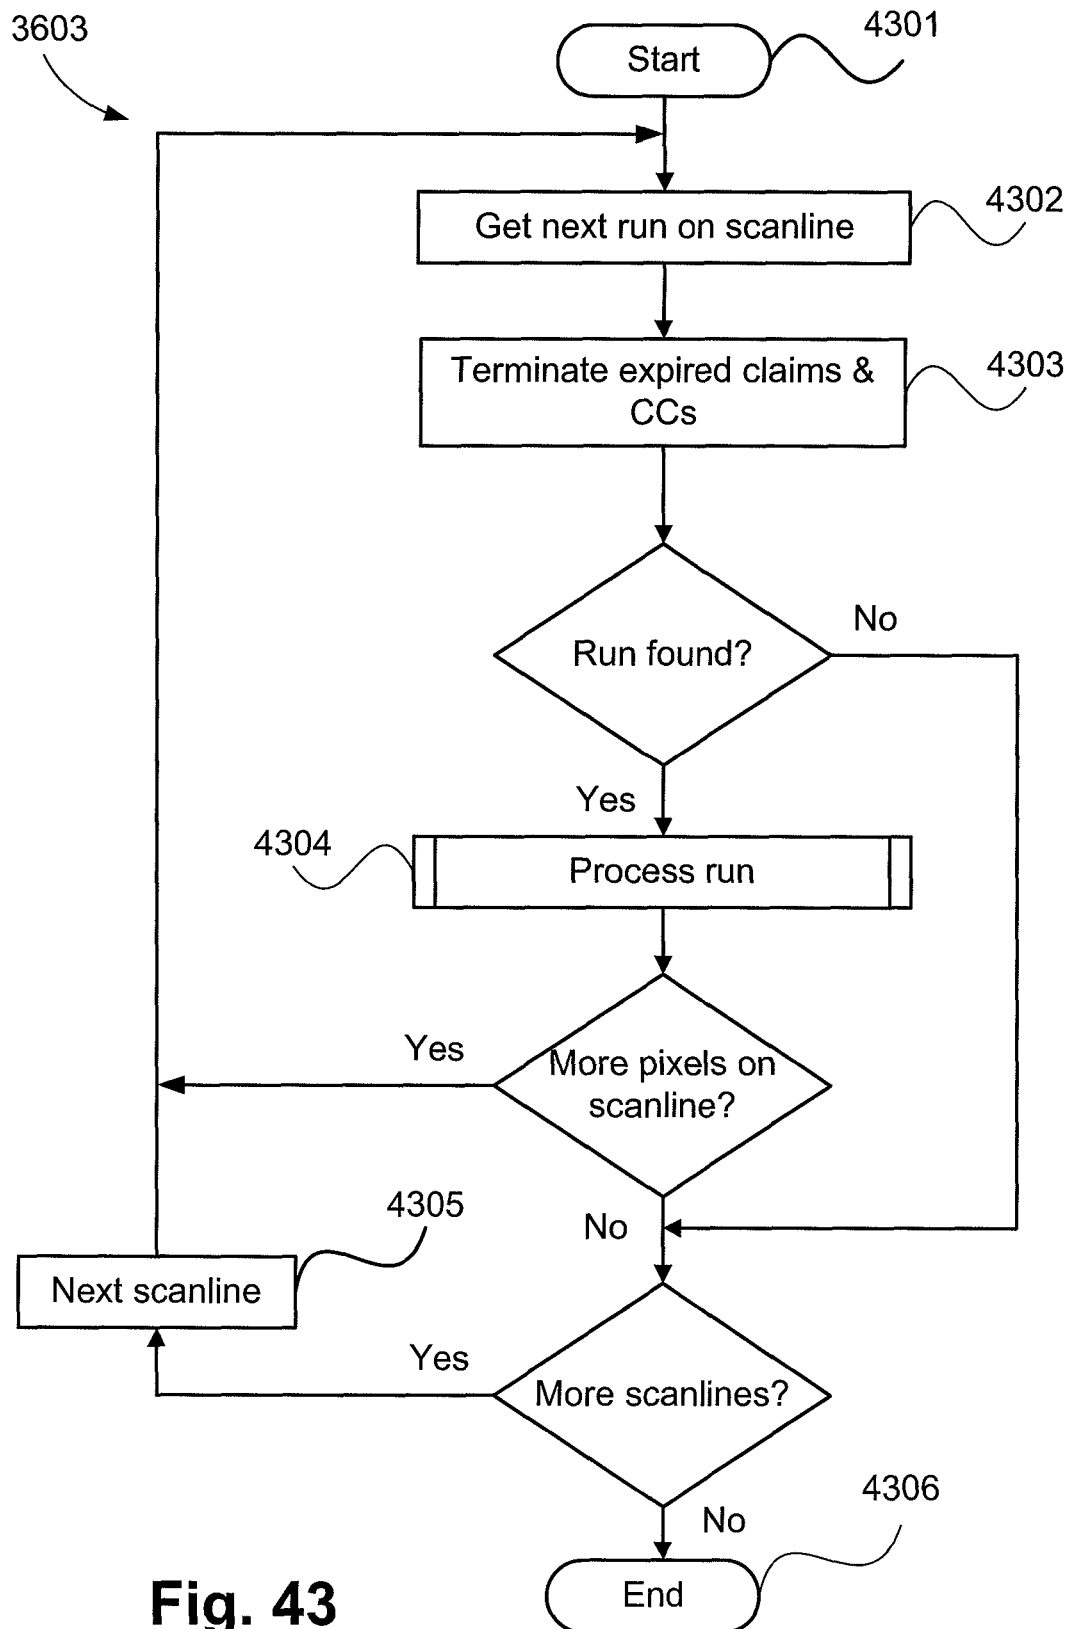 3603
4301
Start
4302
Get next run on scanline
4303
Terminate expired claims &
CCs
No
Run found?
Yes
4304
Process run
Yes
More pixels on
scanline?
4305
No
Next scanline
Yes
More scanlines?
4306
No
End
Fig. 43